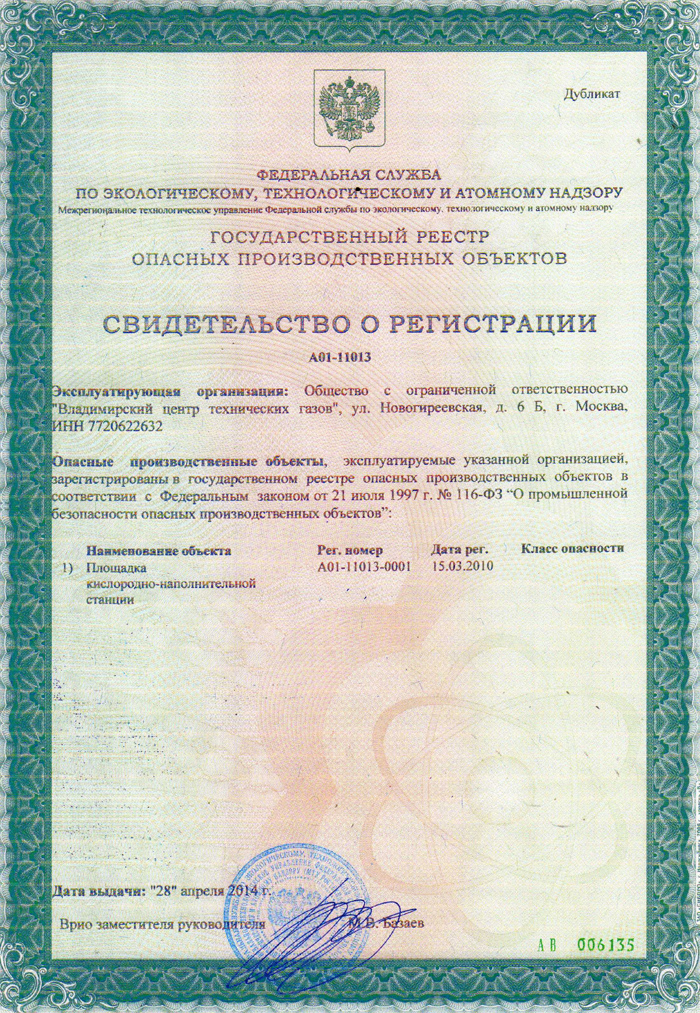 Дубликат
ФЕДЕРАЛЬНАЯ СЛУЖБА
ПО ЭКОЛОГИЧЕСКОМУ, ТЕХНОЛОГИЧЕСКОМУ И АТОМНОМУ НАДЗОРУ
Межрегиональное технологическое управление Федеральной службы по экологическому, технологическому и атомному надзору
ГОСУДАРСТВЕННЫЙ РЕЕСТР
ОПАСНЫХ ПРОИЗВОДСТВЕННЫХ ОБЪЕКТОВ
СВИДЕТЕЛЬСТВО О РЕГИСТРАЦИИ
А01-11013
Эксплуатирующая организация: Общество с ограниченной ответственностью
"Владимирский центр технических газов", ул. Новогиреевская, д. 6 Б, г. Москва,
ИНН 7720622632
Опасные производственные объекты, эксплуатируемые указанной организацией,
зарегистрированы в государственном реестре опасных производственных объектов в
соответствии с Федеральным законом от 21 июля 1997 г. № 116-ФЗ “О промышленной
безопасности опасных производственных объектов”:
Наименование объекта Рег. номер Дата рег. Класс опасности
1) Площадка А01-11013-0001 15.03.2010
кислородно-наполнительной
станции
Дата выдачи: "28" апреля 2014 г.
Врио заместителя руководителя М.В. Базаев
АВ 006135